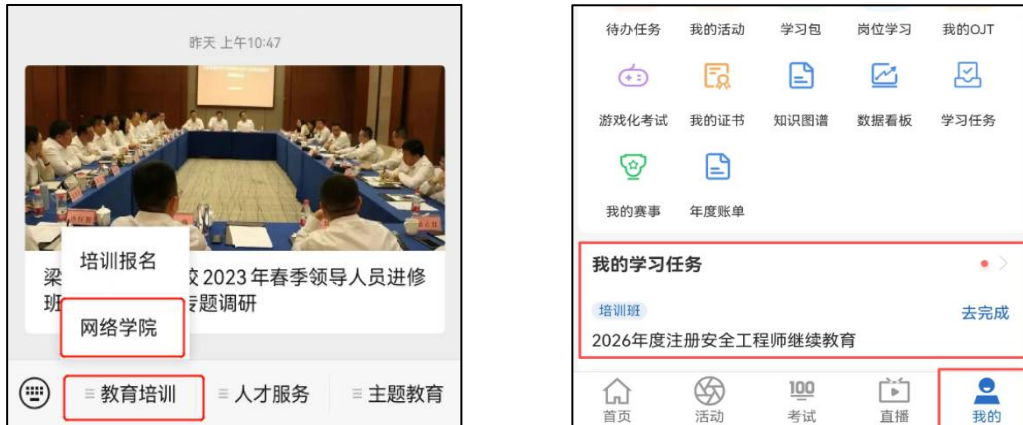 昨天 上午10:47
梁
校 2023 年春季领导人员进修
班
专题调研
培训报名
网络学院
教育培训
人才服务
主题教育
待办任务
我的活动
学习包
岗位学习
我的OJT
游戏化考试
我的证书
知识图谱
数据看板
学习任务
我的赛事
年度账单
我的学习任务
培训班
去完成
2026年度注册安全工程师继续教育
100
首页
活动
考试
直播
我的